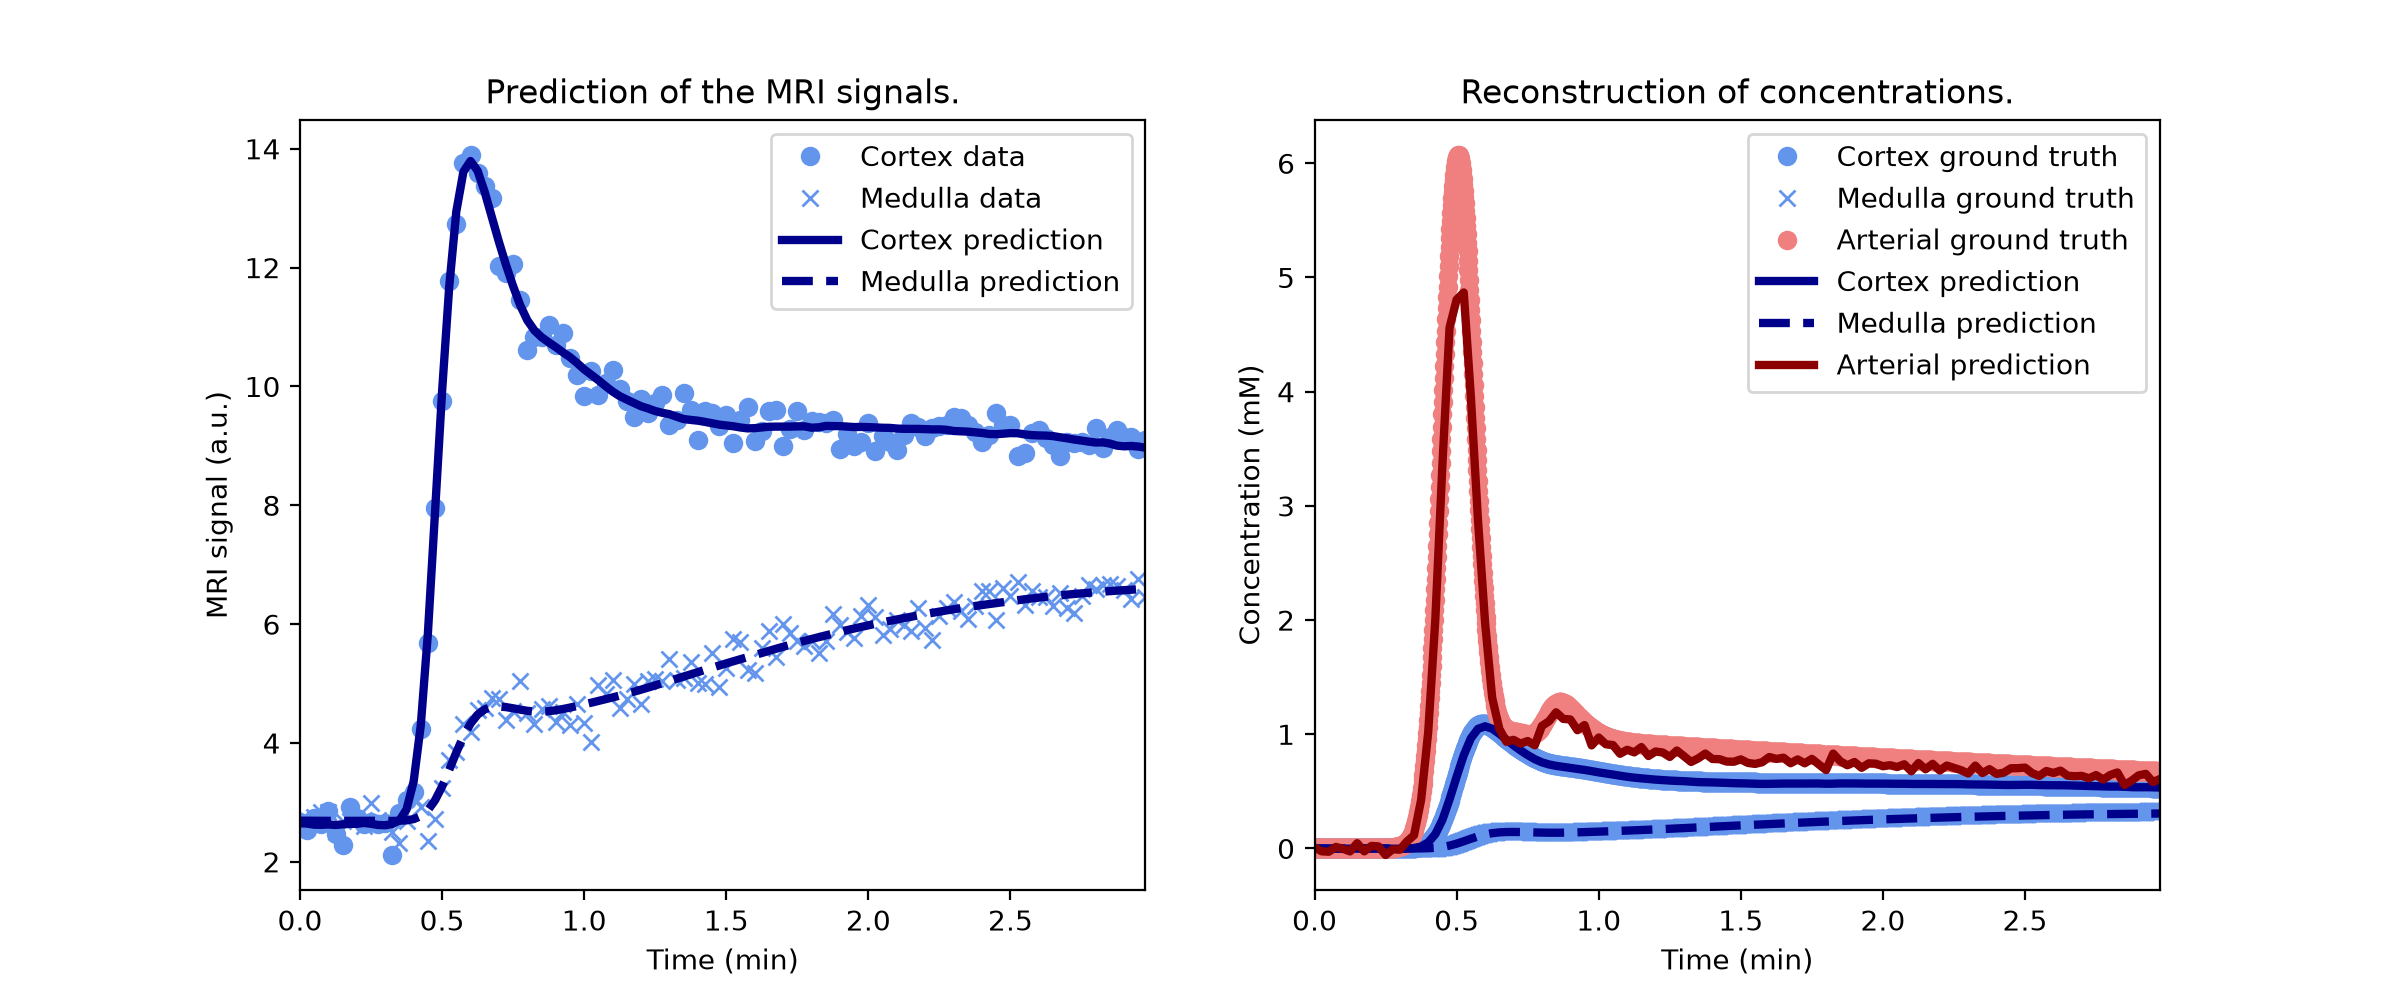 Prediction of the MRI signals.
14
12
10
8
6
4
2
MRI signal (a.u.)
Cortex data
Medulla data
Cortex prediction
Medulla prediction
0.0 0.5 1.0 1.5 2.0 2.5
Time (min)
Reconstruction of concentrations.
6
5
4
3
2
1
0
Concentration (mM)
Cortex ground truth
Medulla ground truth
Arterial ground truth
Cortex prediction
Medulla prediction
Arterial prediction
0.0 0.5 1.0 1.5 2.0 2.5
Time (min)